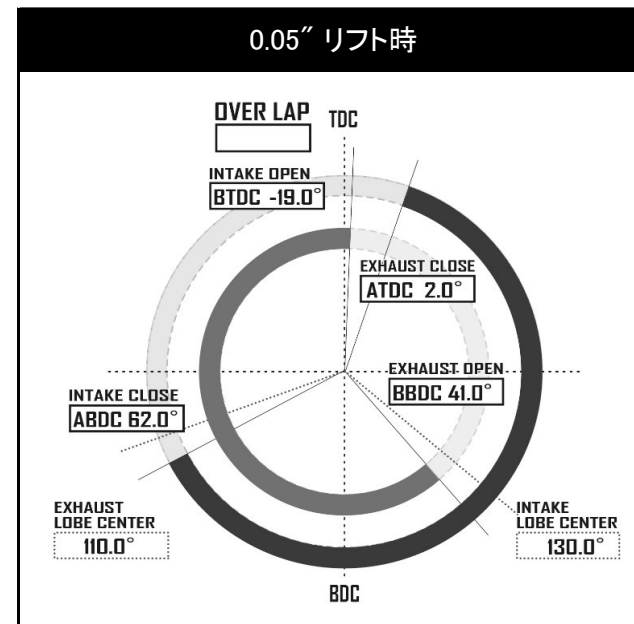 0.05″ リフト時
OVER LAP
TDC
INTAKE OPEN
BTDC -19.0°
EXHAUST CLOSE
ATDC 2.0°
EXHAUST OPEN
BBDC 41.0°
INTAKE CLOSE
ABDC 62.0°
EXHAUST
LOBE CENTER
110.0°
INTAKE
LOBE CENTER
130.0°
BDC